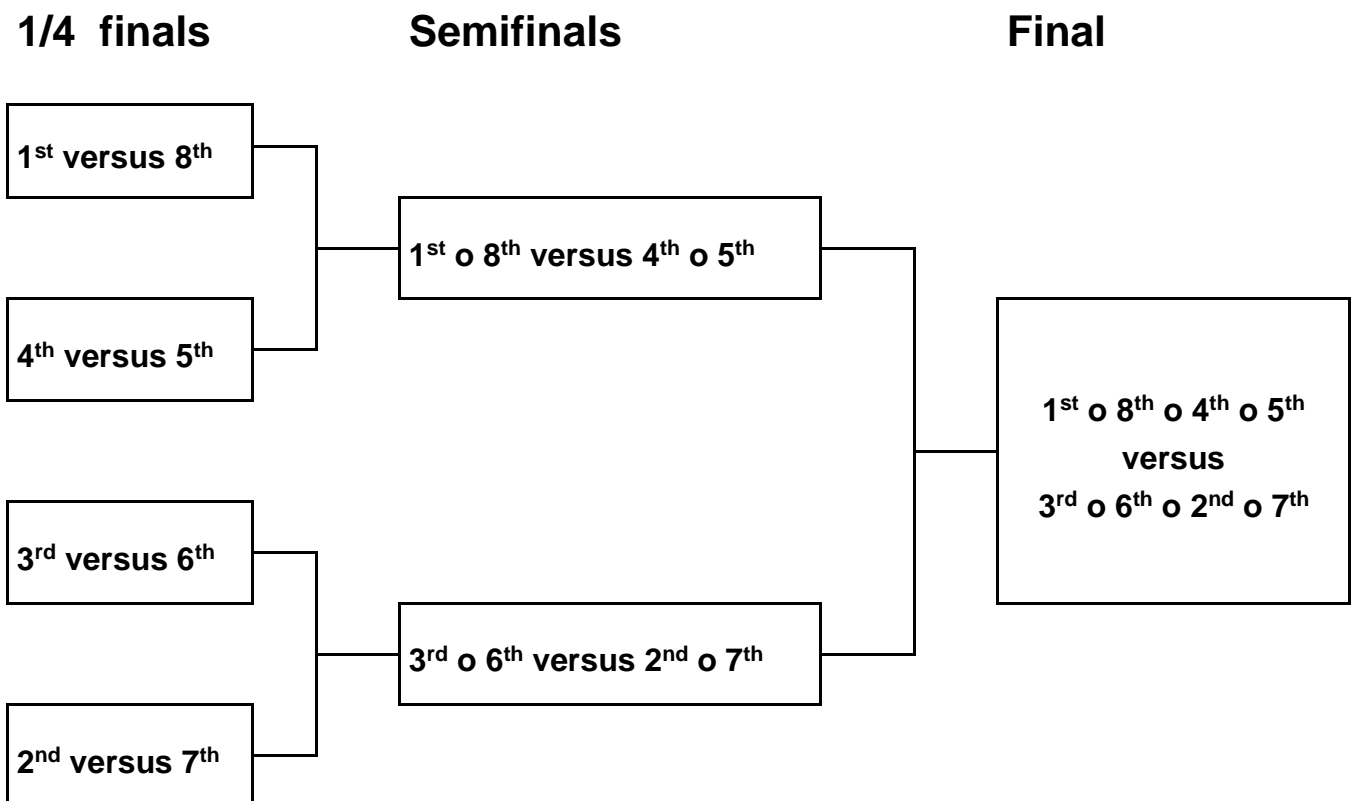 1/4 finals
Semifinals
Final
1st versus 8th
4th versus 5th
3rd versus 6th
2nd versus 7th
1st o 8th versus 4th o 5th
3rd o 6th versus 2nd o 7th
1st o 8th o 4th o 5th
versus
3rd o 6th o 2nd o 7th